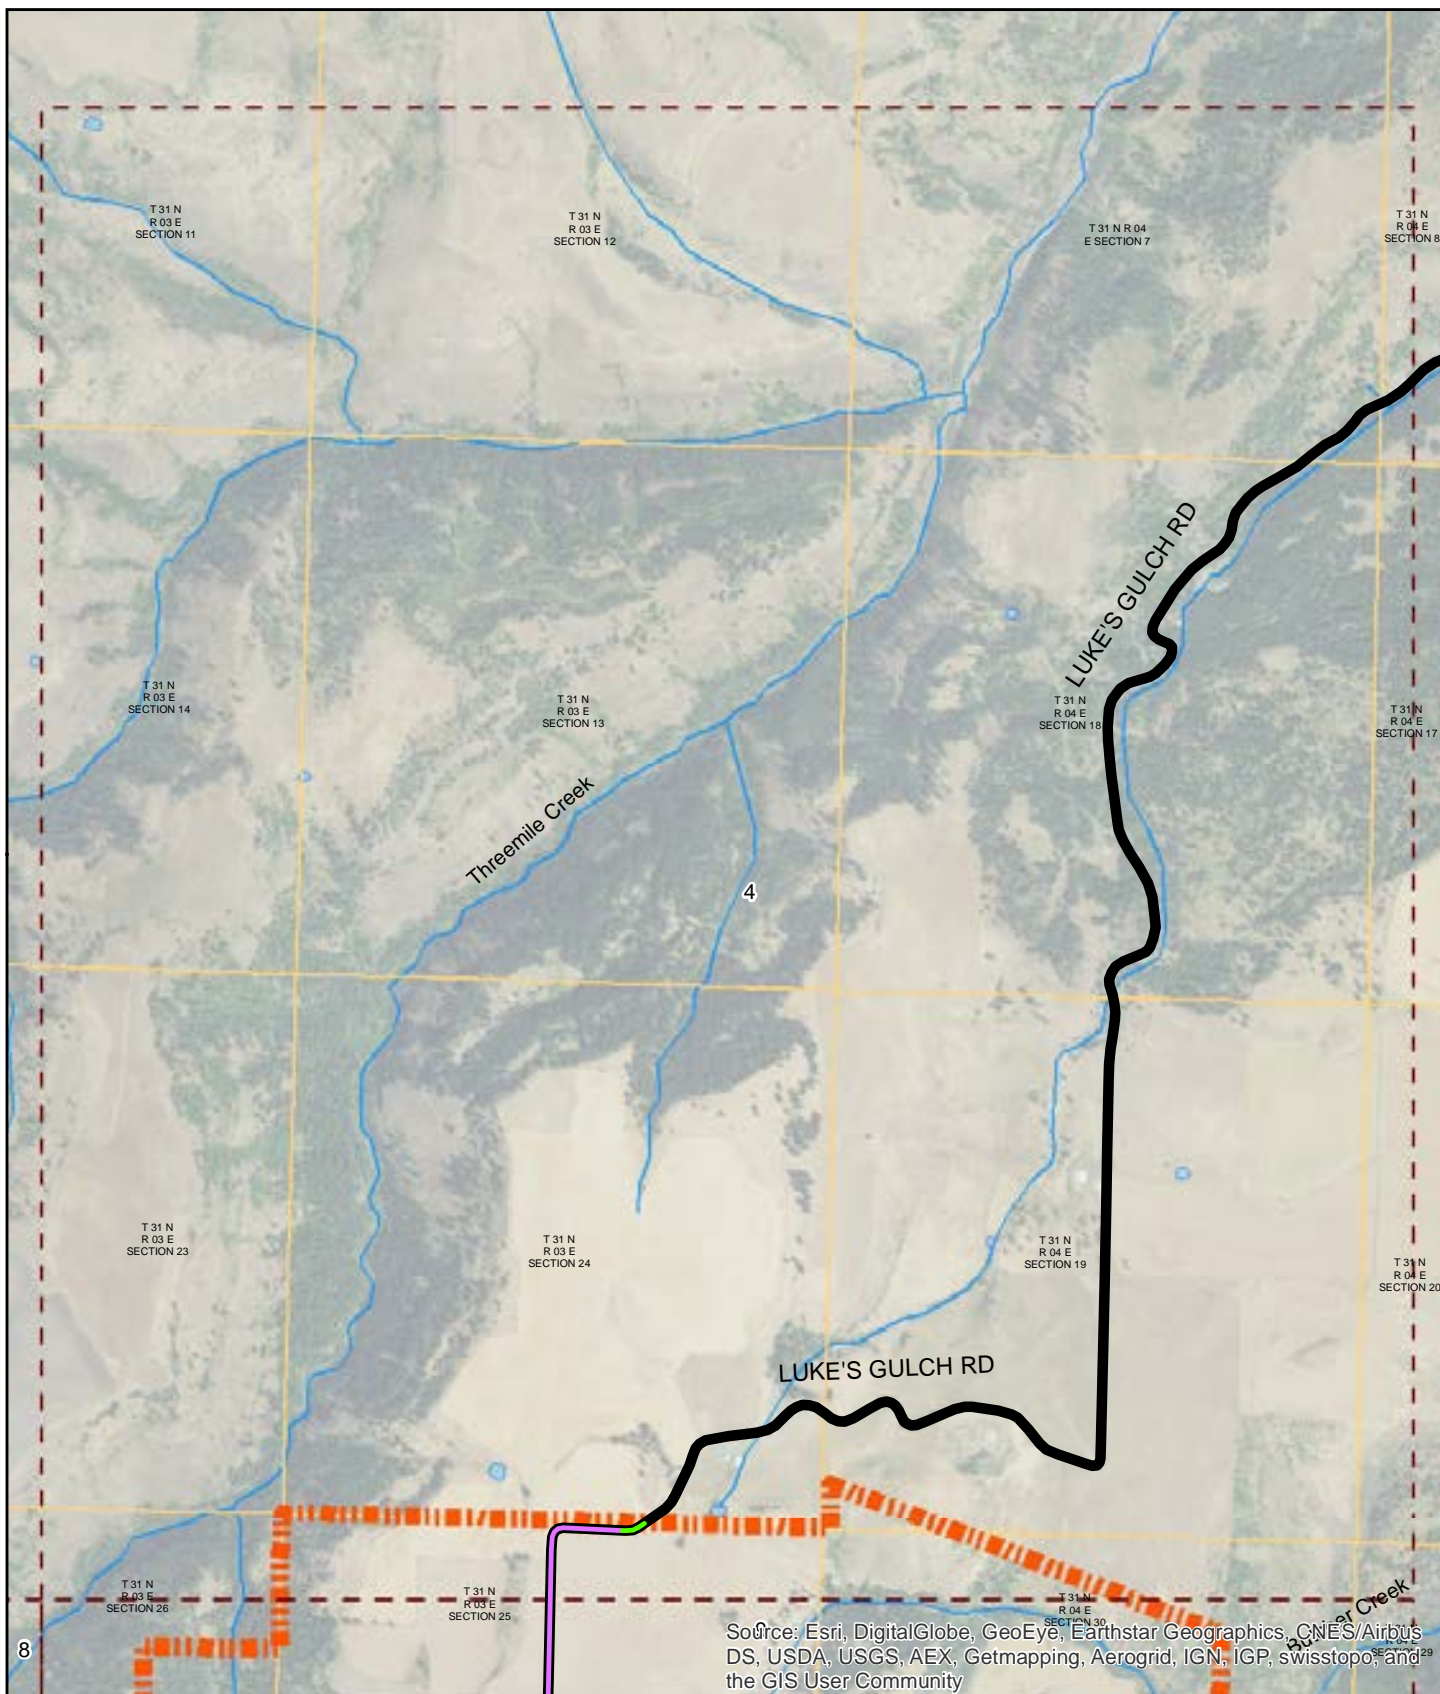 T 31 N
R 03 E
SECTION 11
T 31 N
R 03 E
SECTION 12
T 31 N R 04
E SECTION 7
T 31 N
R 04 E
SECTION 8
LUKE'S GULCH RD
T 31 N
R 03 E
SECTION 14
T 31 N
R 03 E
SECTION 13
T 31 N
R 04 E
SECTION 18
T 31 N
R 04 E
SECTION 17
Threemile Creek
4
T 31 N
R 03 E
SECTION 23
T 31 N
R 03 E
SECTION 24
T 31 N
R 04 E
SECTION 19
T 31 N
R 04 E
SECTION 20
LUKE'S GULCH RD
T 31 N
R 03 E
SECTION 26
T 31 N
R 03 E
SECTION 25
T 31 N
R 04 E
SECTION 30
Creek
R 04 E
SECTION 29
8
Source: Esri, DigitalGlobe, GeoEye, Earthstar Geographics, CNES/Airbus
DS, USDA, USGS, AEX, Getmapping, Aerogrid, IGN, IGP, swisstopo, and
the GIS User Community